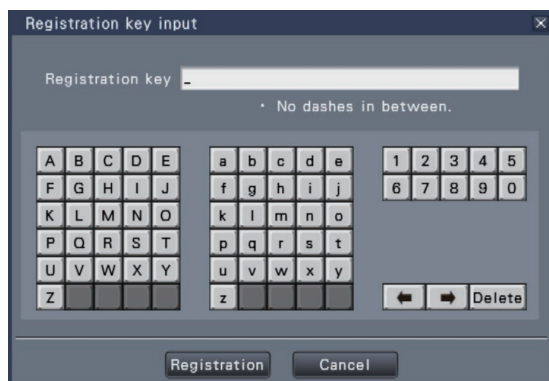 Registration key input
Registration key _
・ No dashes in between.
A B C D E a b c d e 1 2 3 4 5
F G H I J f g h i j 6 7 8 9 0
K L M N O k l m n o
P Q R S T p q r s t
U V W X Y u v w x y
Z z ← → Delete
Registration Cancel